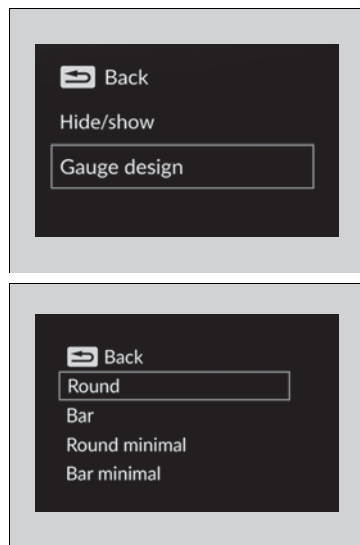 Back
Hide/show
Gauge design
Back
Round
Bar
Round minimal
Bar minimal